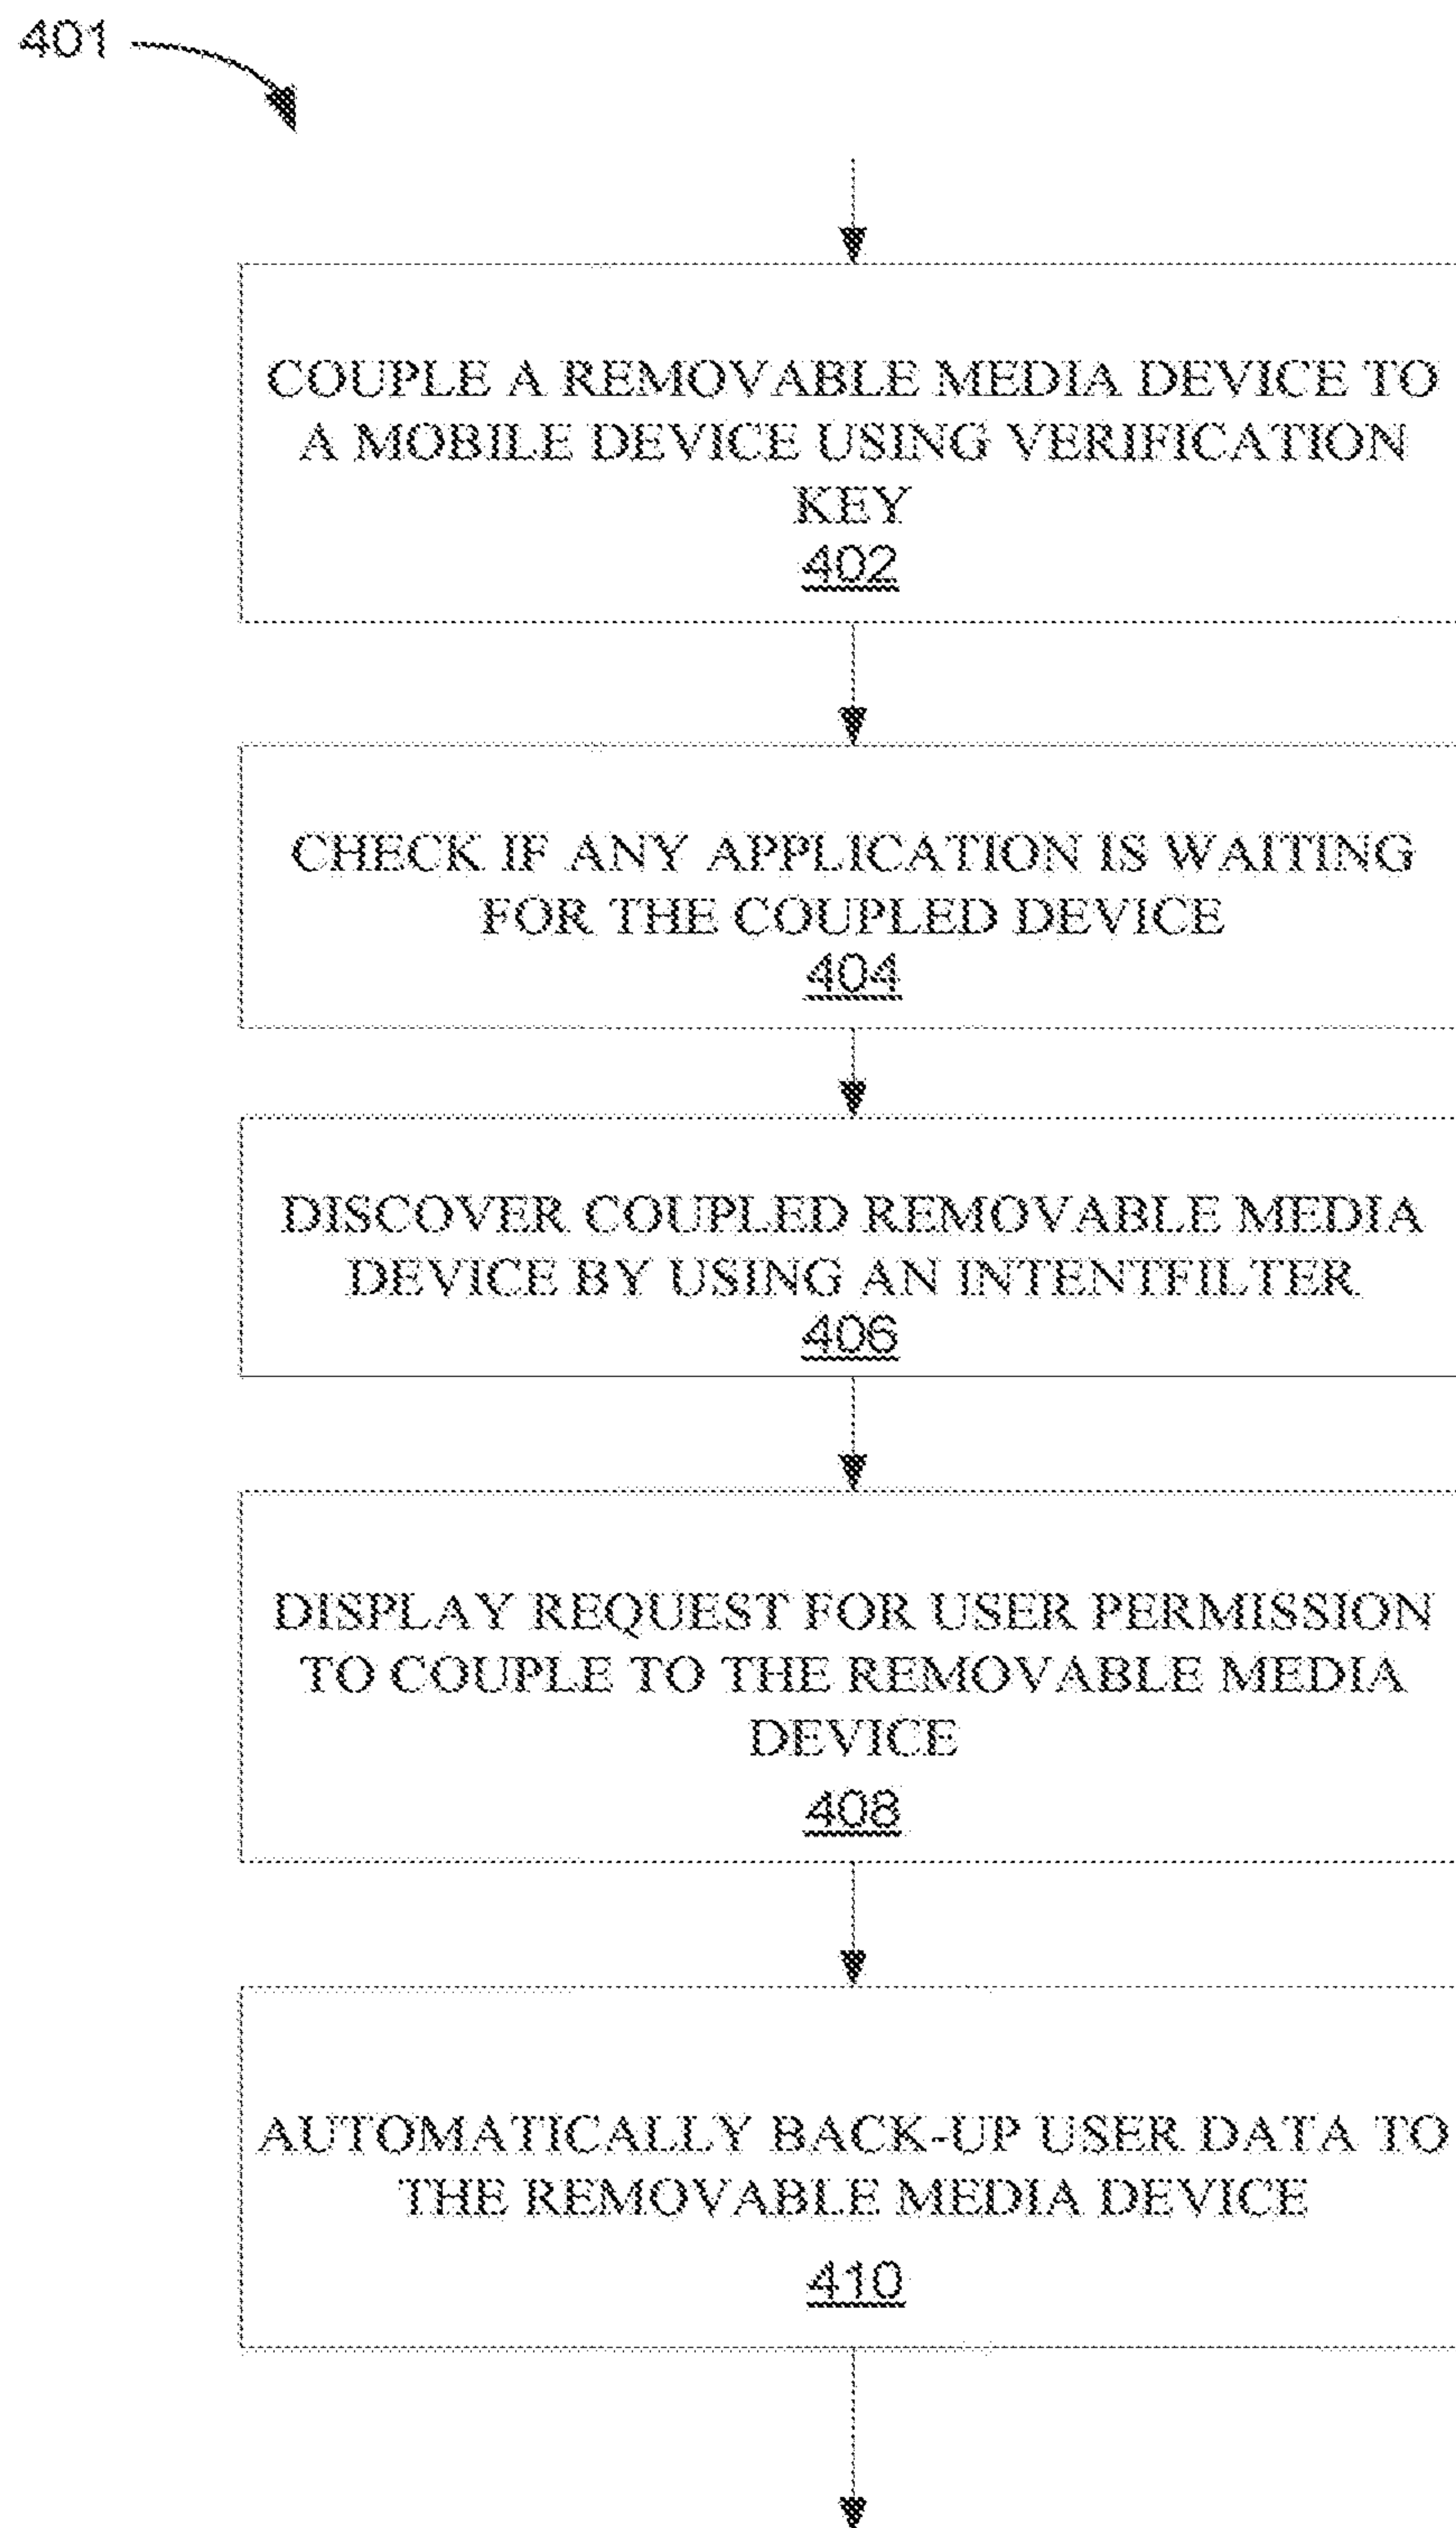 401
COUPLE A REMOVABLE MEDIA DEVICE TO
A MOBILE DEVICE USING VERIFICATION
KEY
402
CHECK IF ANY APPLICATION IS WAITING
FOR THE COUPLED DEVICE
404
DISCOVER COUPLED REMOVABLE MEDIA
DEVICE BY USING AN INTENTFILTER
406
DISPLAY REQUEST FOR USER PERMISSION
TO COUPLE TO THE REMOVABLE MEDIA
DEVICE
408
AUTOMATICALLY BACK-UP USER DATA TO
THE REMOVABLE MEDIA DEVICE
410